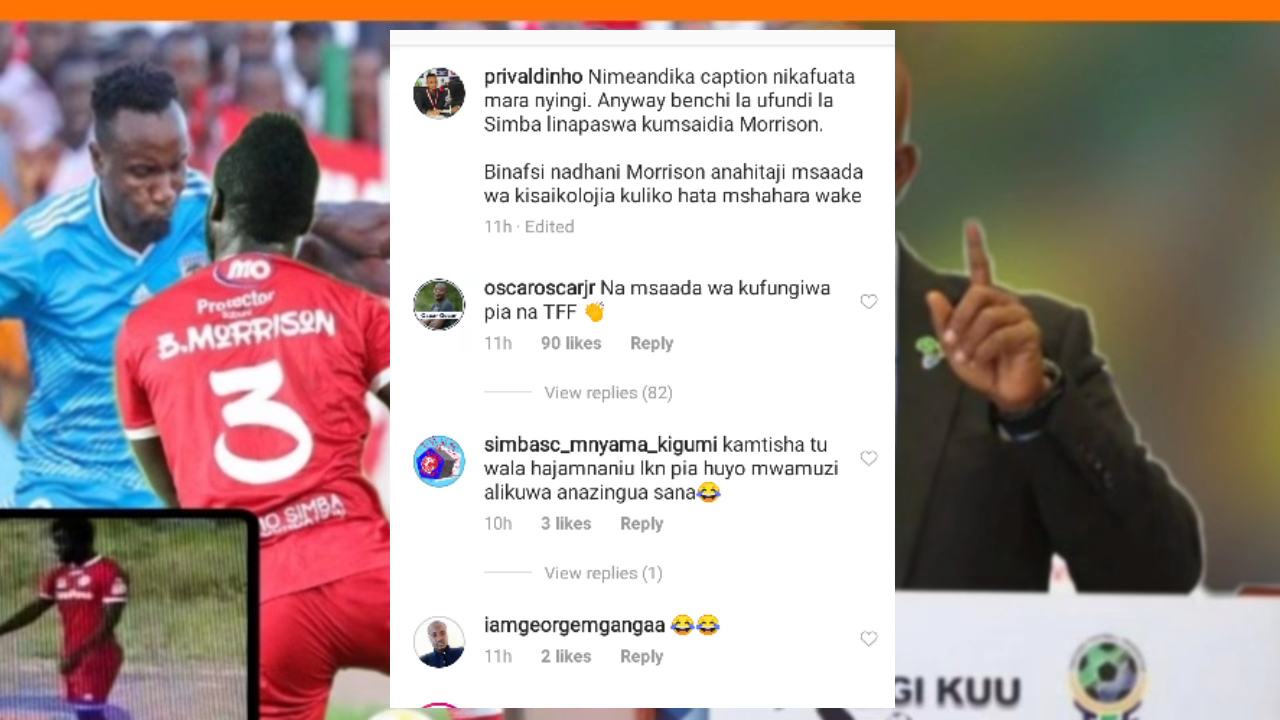 privaldinho Nimeandika caption nikafuata
mara nyingi. Anyway benchi la ufundi la
Simba linapaswa kumsaidia Morrison.
Binafsi nadhani Morrison anahitaji msaada
wa kisaikolojia kuliko hata mshahara wake
11h · Edited
oscaroscarjr Na msaada wa kufungiwa
pia na TFF 👏
11h 90 likes Reply
View replies (82)
simbasc_mnyama_kigumi kamtisha tu
wala hajamnaniu lkn pia huyo mwamuzi
alikuwa anazingua sana😂
10h 3 likes Reply
View replies (1)
iamgeorgemgangaa 😂😂
11h 2 likes Reply
MO
Protector
B.MORRISON
3
MO SIMBA
GI KUU